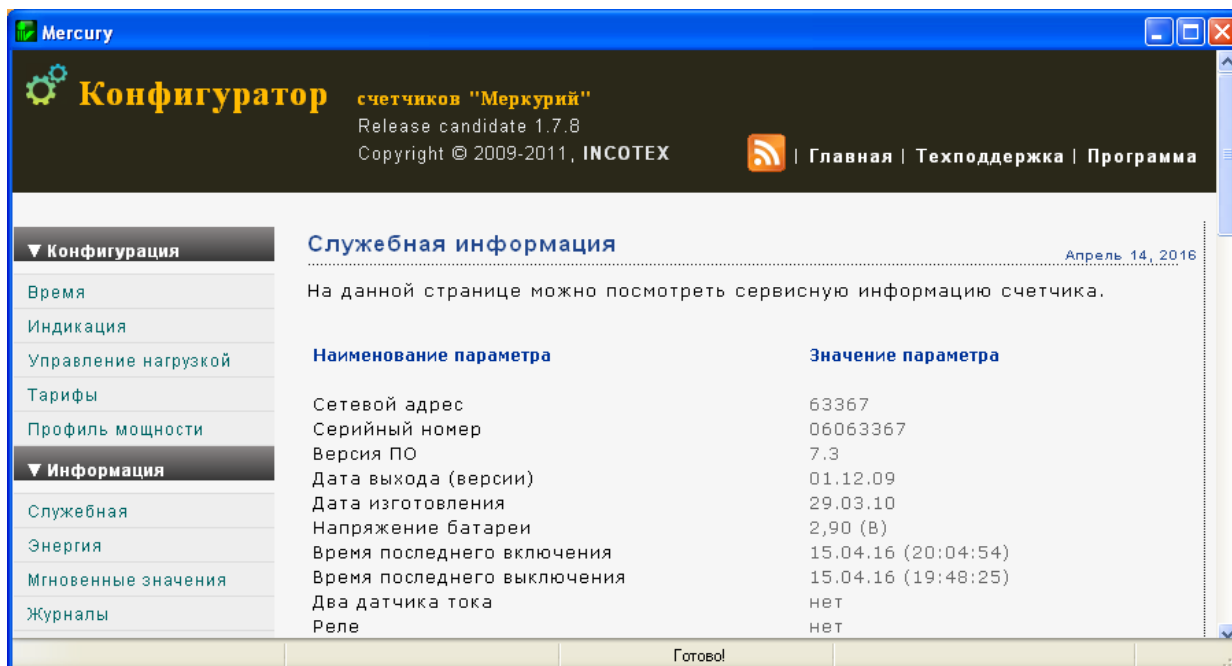 Mercury
Конфигуратор счетчиков "Меркурий"
Release candidate 1.7.8
Copyright © 2009-2011, INCOTEX
| Главная | Техподдержка | Программа
▼ Конфигурация
Время
Индикация
Управление нагрузкой
Тарифы
Профиль мощности
▼ Информация
Служебная
Энергия
Мгновенные значения
Журналы
Служебная информация
Апрель 14, 2016
На данной странице можно посмотреть сервисную информацию счетчика.
Наименование параметра Значение параметра
Сетевой адрес 63367
Серийный номер 06063367
Версия ПО 7.3
Дата выхода (версии) 01.12.09
Дата изготовления 29.03.10
Напряжение батареи 2,90 (В)
Время последнего включения 15.04.16 (20:04:54)
Время последнего выключения 15.04.16 (19:48:25)
Два датчика тока нет
Реле нет
Готово!